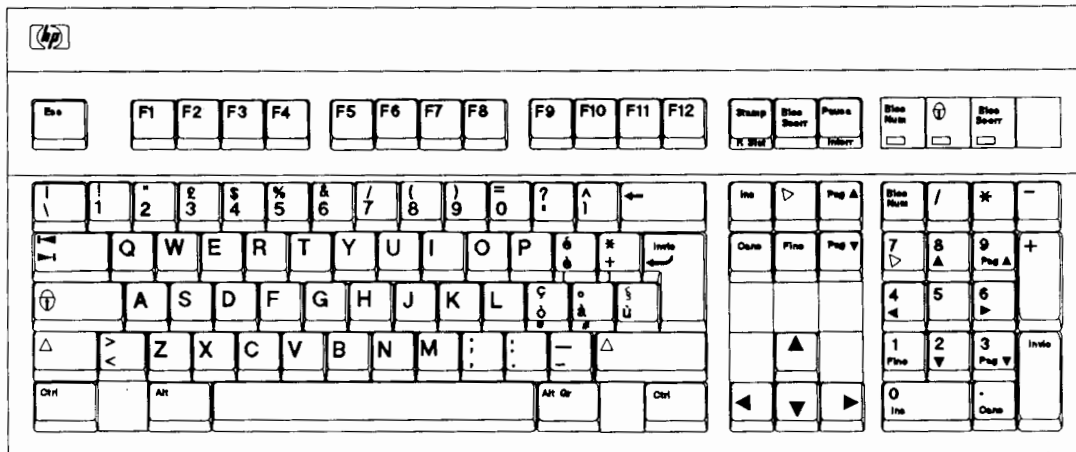 hp
Esc F1 F2 F3 F4 F5 F6 F7 F8 F9 F10 F11 F12 Stamp Bloc Scorr Pausa Bloc Num Bloc Scorr
R Sist Interr
| ! " £ $ % & / ( ) = ? ^ Ins Pag ▲ Bloc Num / * -
\ 1 2 3 4 5 6 7 8 9 0 '
Q W E R T Y U I O P é * Invio Canc Fine Pag ▼ 7 8 ▲ 9 Pag ▲ +
è +
A S D F G H J K L ç ° § 4 ◀ 5 6 ▶
ò à ù
@ #
> Z X C V B N M ; : — ▲ 1 Fine 2 ▼ 3 Pag ▼ Invio
< , . -
Ctrl Alt Alt Gr Ctrl ◀ ▼ ▶ 0 Ins . Canc